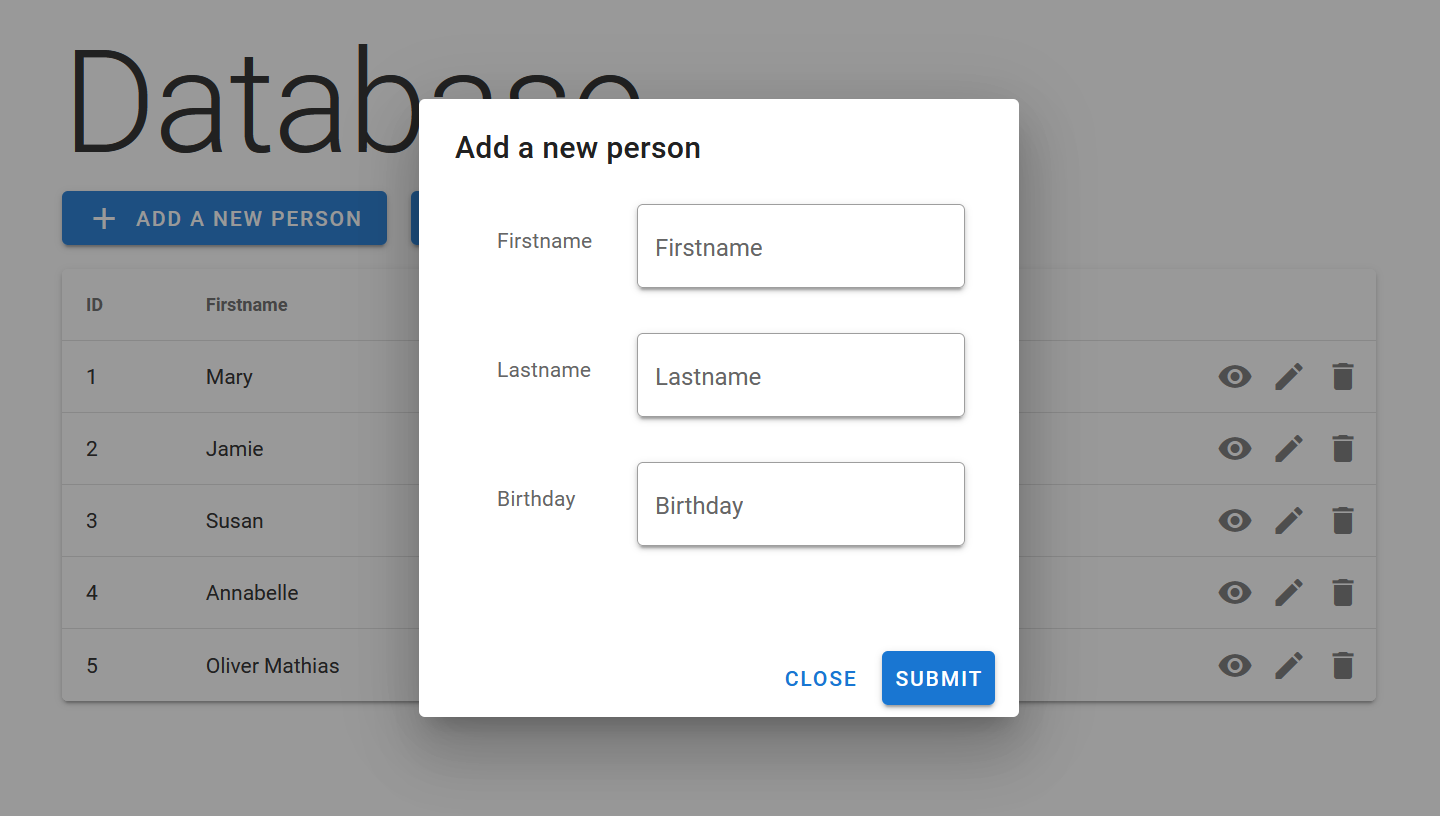 Database
Add a new person
ADD A NEW PERSON
Firstname Firstname
ID Firstname
Lastname Lastname
1 Mary
2 Jamie
Birthday Birthday
3 Susan
4 Annabelle
5 Oliver Mathias
CLOSE SUBMIT